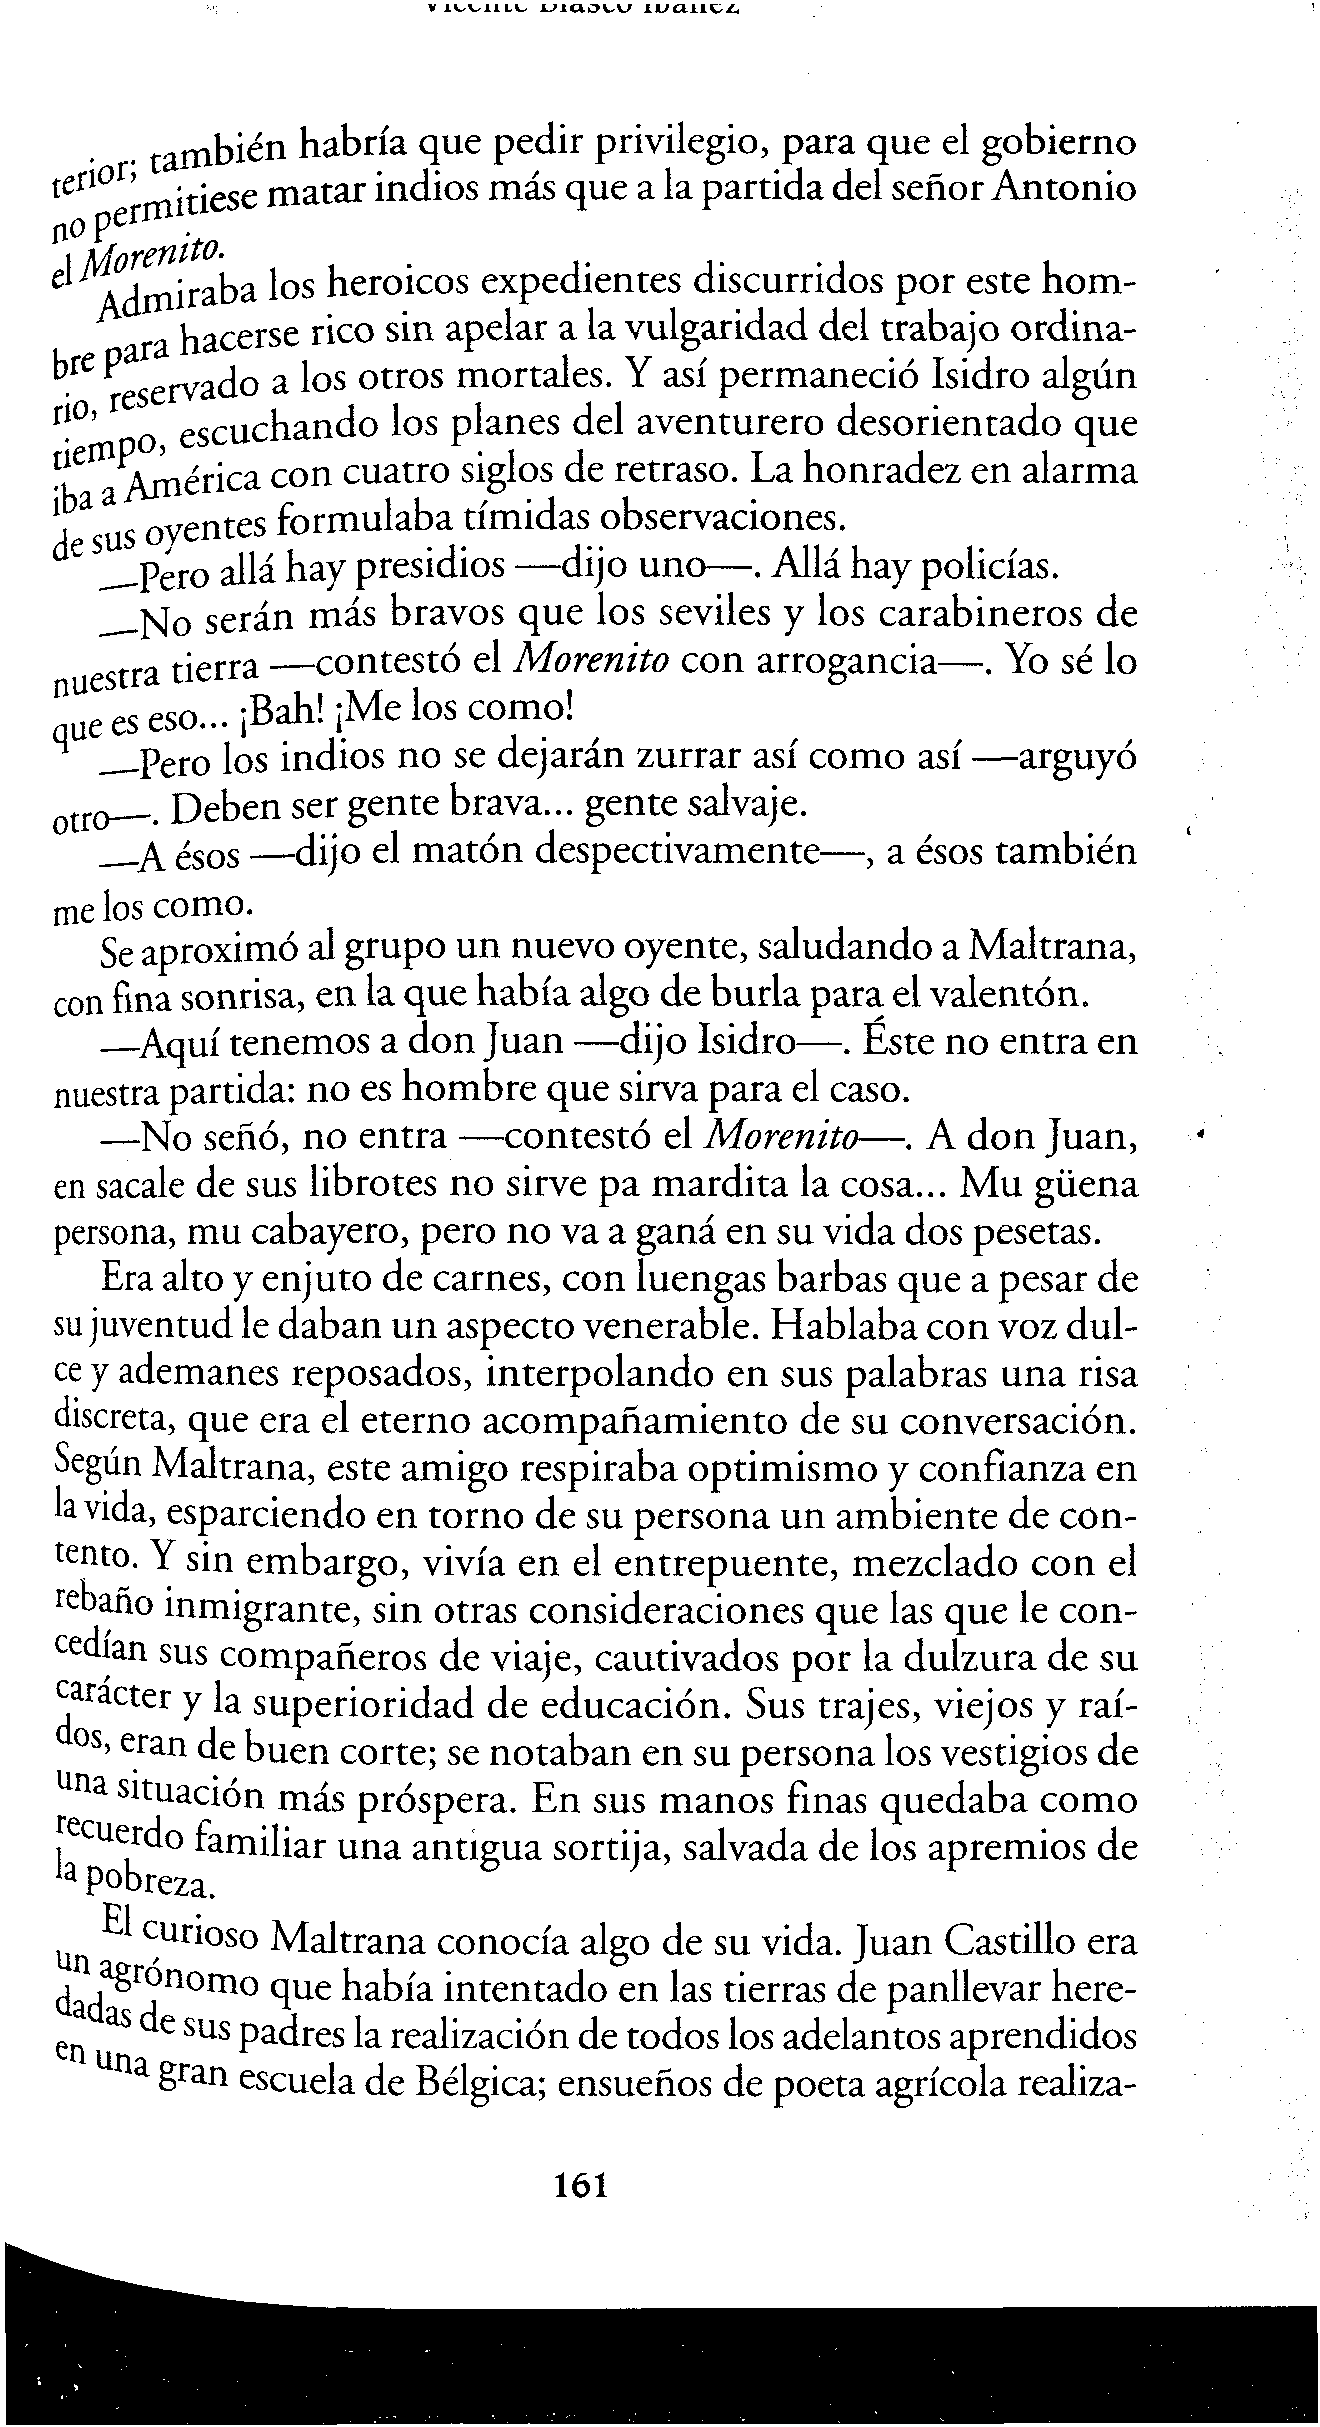 Vicente Blasco Ibáñez
terior; también habría que pedir privilegio, para que el gobierno
no permitiese matar indios más que a la partida del señor Antonio
el Morenito.
Admiraba los heroicos expedientes discurridos por este hom-
bre para hacerse rico sin apelar a la vulgaridad del trabajo ordina-
rio, reservado a los otros mortales. Y así permaneció Isidro algún
tiempo, escuchando los planes del aventurero desorientado que
iba a América con cuatro siglos de retraso. La honradez en alarma
de sus oyentes formulaba tímidas observaciones.
—Pero allá hay presidios —dijo uno—. Allá hay policías.
—No serán más bravos que los seviles y los carabineros de
nuestra tierra —contestó el Morenito con arrogancia—. Yo sé lo
que es eso... ¡Bah! ¡Me los como!
—Pero los indios no se dejarán zurrar así como así —arguyó
otro—. Deben ser gente brava... gente salvaje.
—A ésos —dijo el matón despectivamente—, a ésos también
me los como.
Se aproximó al grupo un nuevo oyente, saludando a Maltrana,
con fina sonrisa, en la que había algo de burla para el valentón.
—Aquí tenemos a don Juan —dijo Isidro—. Éste no entra en
nuestra partida: no es hombre que sirva para el caso.
—No señó, no entra —contestó el Morenito—. A don Juan,
en sacale de sus librotes no sirve pa mardita la cosa... Mu güena
persona, mu cabayero, pero no va a ganá en su vida dos pesetas.
Era alto y enjuto de carnes, con luengas barbas que a pesar de
su juventud le daban un aspecto venerable. Hablaba con voz dul-
ce y ademanes reposados, interpolando en sus palabras una risa
discreta, que era el eterno acompañamiento de su conversación.
Según Maltrana, este amigo respiraba optimismo y confianza en
la vida, esparciendo en torno de su persona un ambiente de con-
tento. Y sin embargo, vivía en el entrepuente, mezclado con el
rebaño inmigrante, sin otras consideraciones que las que le con-
cedían sus compañeros de viaje, cautivados por la dulzura de su
carácter y la superioridad de educación. Sus trajes, viejos y raí-
dos, eran de buen corte; se notaban en su persona los vestigios de
una situación más próspera. En sus manos finas quedaba como
recuerdo familiar una antigua sortija, salvada de los apremios de
la pobreza.
El curioso Maltrana conocía algo de su vida. Juan Castillo era
un agrónomo que había intentado en las tierras de panllevar here-
dadas de sus padres la realización de todos los adelantos aprendidos
en una gran escuela de Bélgica; ensueños de poeta agrícola realiza-
161